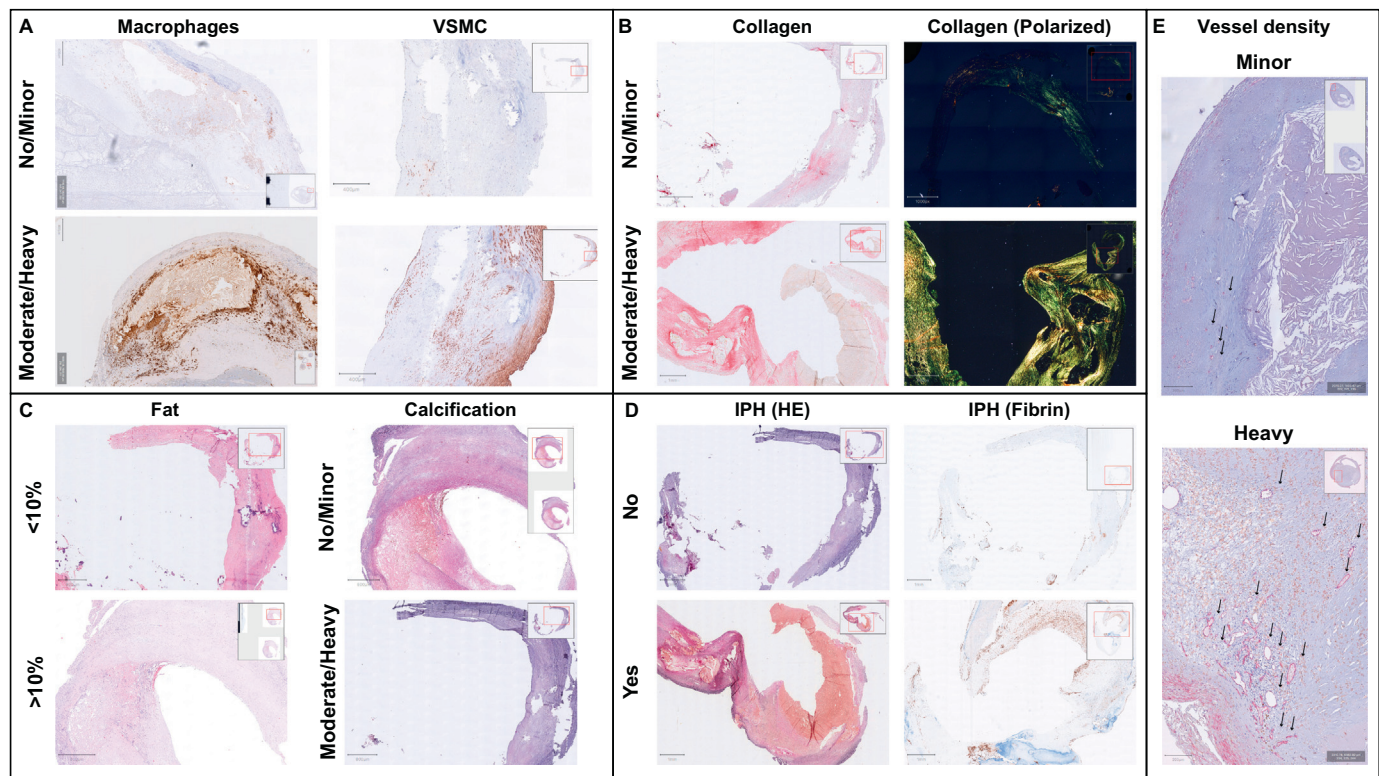 A
Macrophages
VSMC
No/Minor
Moderate/Heavy
400µm
B
Collagen
Collagen (Polarized)
No/Minor
Moderate/Heavy
C
Fat
Calcification
<10%
>10%
No/Minor
Moderate/Heavy
D
IPH (HE)
IPH (Fibrin)
No
Yes
E
Vessel density
Minor
Heavy